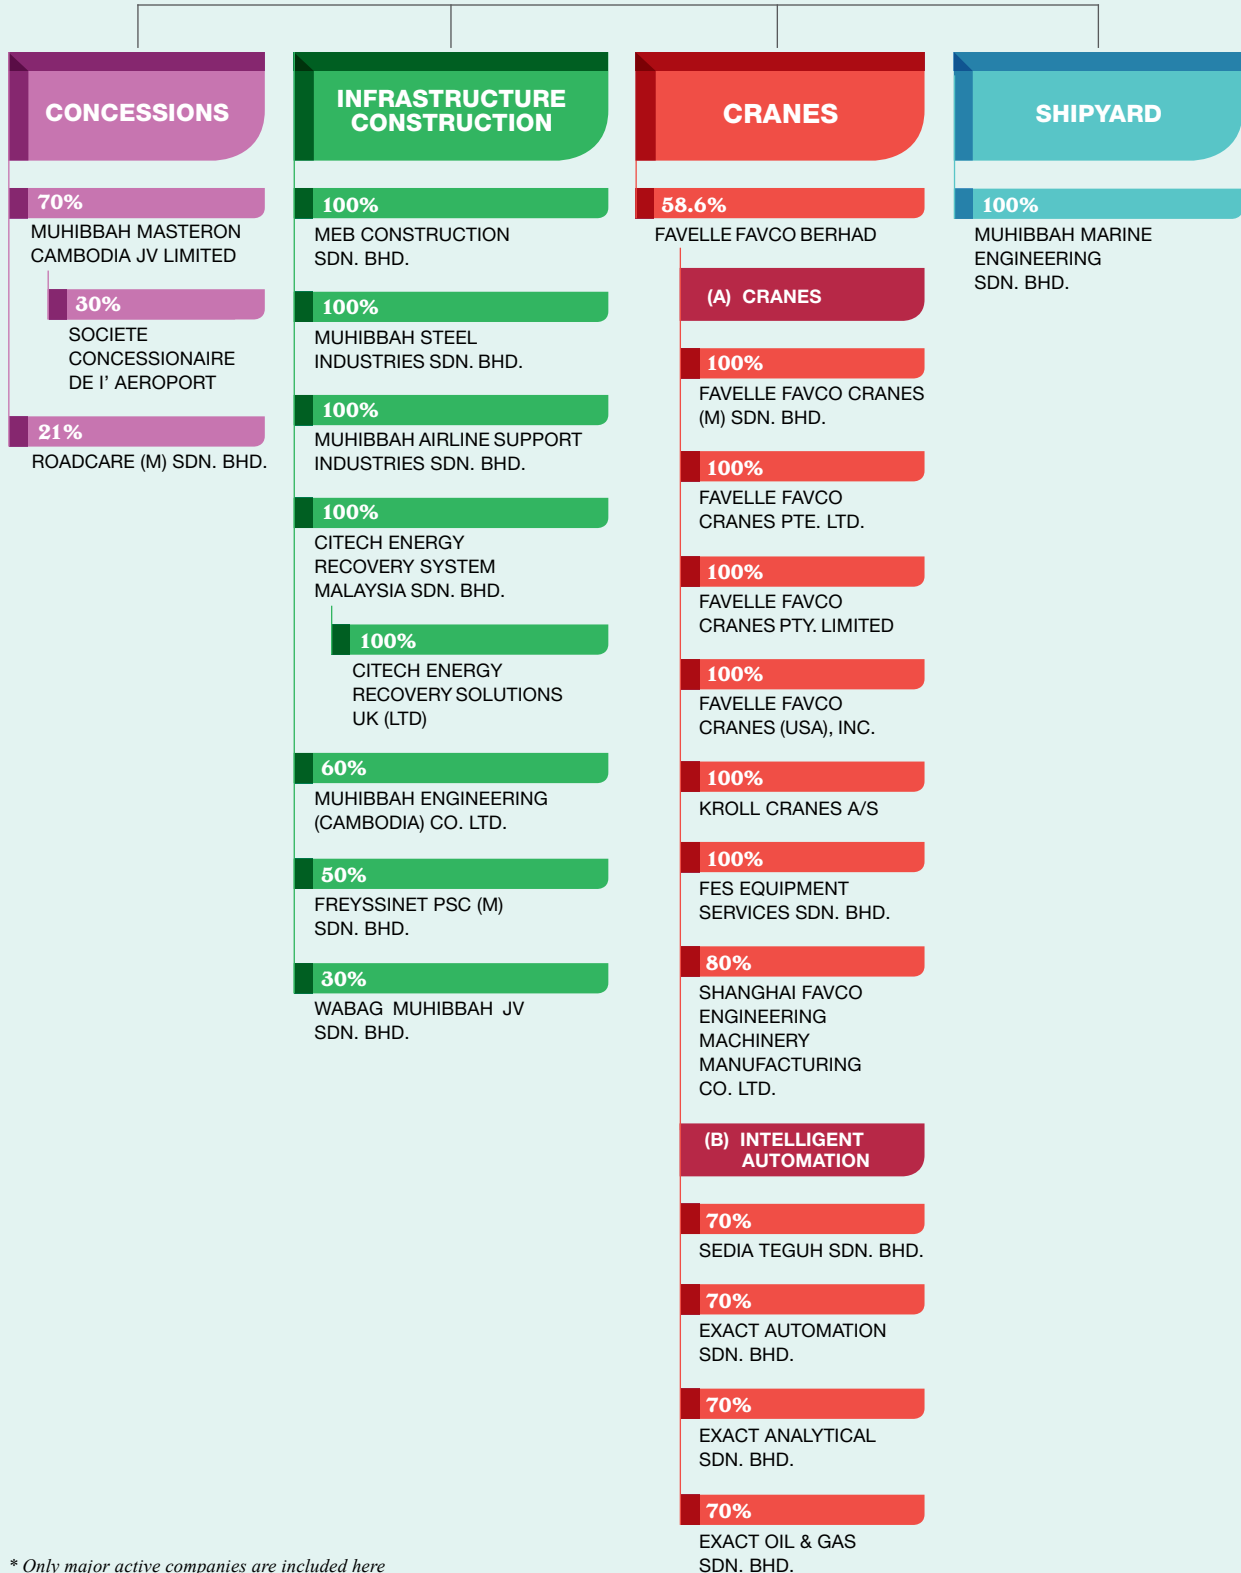 CONCESSIONS
70%
MUHIBBAH MASTERON
CAMBODIA JV LIMITED
30%
SOCIETE
CONCESSIONAIRE
DE I' AEROPORT
21%
ROADCARE (M) SDN. BHD.
INFRASTRUCTURE
CONSTRUCTION
100%
MEB CONSTRUCTION
SDN. BHD.
100%
MUHIBBAH STEEL
INDUSTRIES SDN. BHD.
100%
MUHIBBAH AIRLINE SUPPORT
INDUSTRIES SDN. BHD.
100%
CITECH ENERGY
RECOVERY SYSTEM
MALAYSIA SDN. BHD.
100%
CITECH ENERGY
RECOVERY SOLUTIONS
UK (LTD)
60%
MUHIBBAH ENGINEERING
(CAMBODIA) CO. LTD.
50%
FREYSSINET PSC (M)
SDN. BHD.
30%
WABAG MUHIBBAH JV
SDN. BHD.
CRANES
58.6%
FAVELLE FAVCO BERHAD
(A) CRANES
100%
FAVELLE FAVCO CRANES
(M) SDN. BHD.
100%
FAVELLE FAVCO
CRANES PTE. LTD.
100%
FAVELLE FAVCO
CRANES PTY. LIMITED
100%
FAVELLE FAVCO
CRANES (USA), INC.
100%
KROLL CRANES A/S
100%
FES EQUIPMENT
SERVICES SDN. BHD.
80%
SHANGHAI FAVCO
ENGINEERING
MACHINERY
MANUFACTURING
CO. LTD.
(B) INTELLIGENT
AUTOMATION
70%
SEDIA TEGUH SDN. BHD.
70%
EXACT AUTOMATION
SDN. BHD.
70%
EXACT ANALYTICAL
SDN. BHD.
70%
EXACT OIL & GAS
SDN. BHD.
SHIPYARD
100%
MUHIBBAH MARINE
ENGINEERING
SDN. BHD.
* Only major active companies are included here